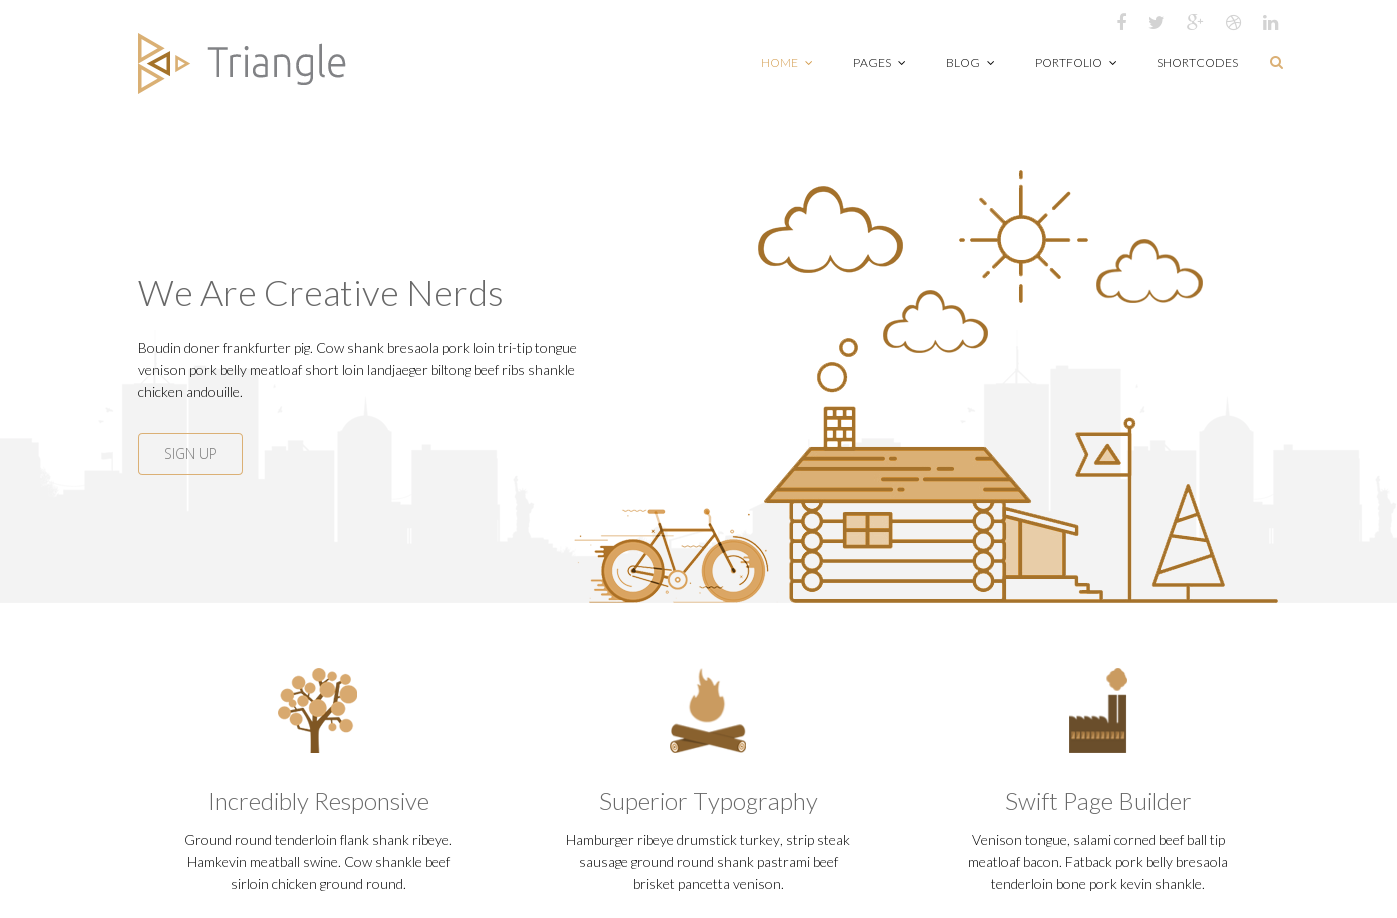 Triangle
HOME
PAGES
BLOG
PORTFOLIO
SHORTCODES
We Are Creative Nerds
Boudin doner frankfurter pig. Cow shank bresaola pork loin tri-tip tongue
venison pork belly meatloaf short loin landjaeger biltong beef ribs shankle
chicken andouille.
SIGN UP
Incredibly Responsive
Ground round tenderloin flank shank ribeye.
Hamkevin meatball swine. Cow shankle beef
sirloin chicken ground round.
Superior Typography
Hamburger ribeye drumstick turkey, strip steak
sausage ground round shank pastrami beef
brisket pancetta venison.
Swift Page Builder
Venison tongue, salami corned beef ball tip
meatloaf bacon. Fatback pork belly bresaola
tenderloin bone pork kevin shankle.